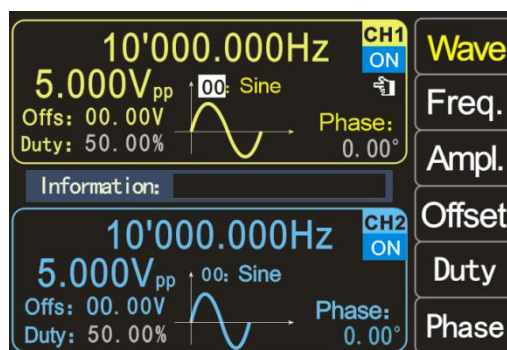 10'000.000Hz
CH1
ON
5.000Vpp
00: Sine
Offs: 00.00V
Duty: 50.00%
Phase:
0.00°
Information:
10'000.000Hz
CH2
ON
5.000Vpp
00: Sine
Offs: 00.00V
Duty: 50.00%
Phase:
0.00°
Wave
Freq.
Ampl.
Offset
Duty
Phase